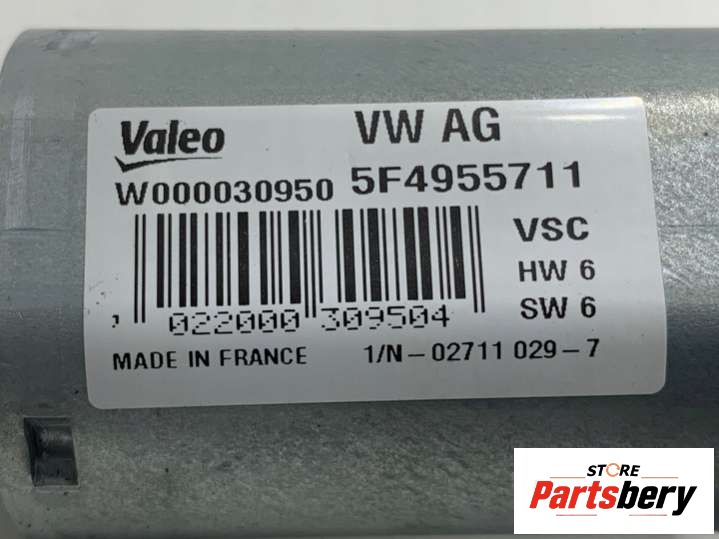 Valeo VW AG
W000030950 5F4955711
VSC
HW 6
SW 6
, 022000 309504
MADE IN FRANCE 1/N-02711 029-7
STORE
Partsbery